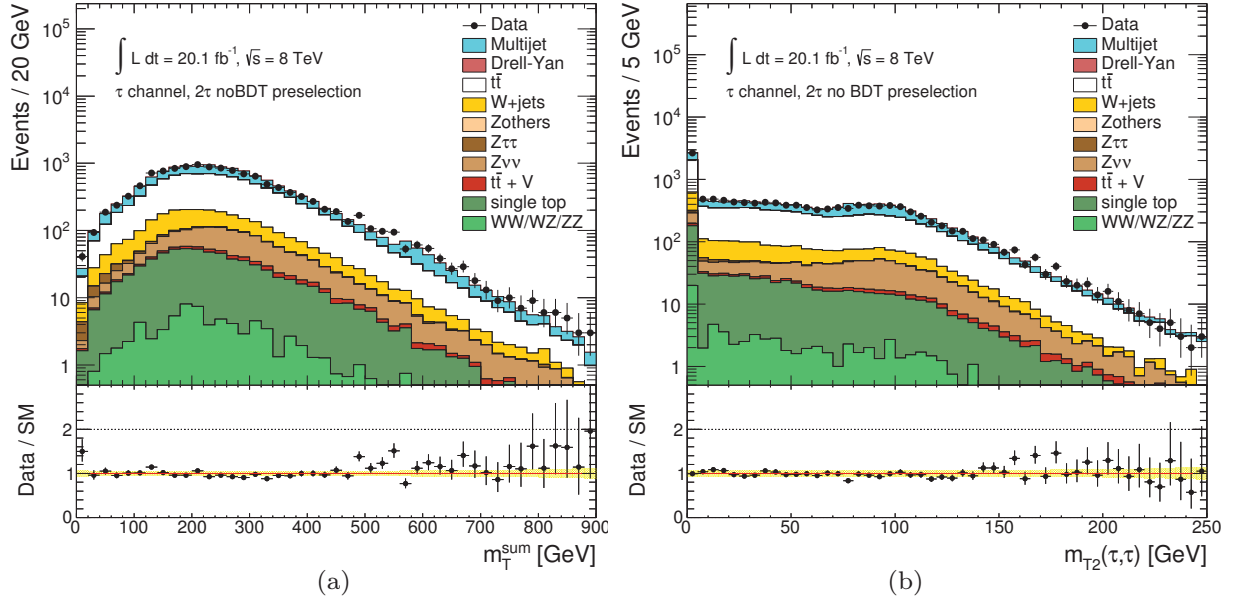 Events / 20 GeV
10⁵
10⁴
10³
10²
10
1
∫ L dt = 20.1 fb⁻¹, √s = 8 TeV
τ channel, 2τ noBDT preselection
Data
Multijet
Drell-Yan
tt̄
W+jets
Zothers
Zττ
Zνν
tt̄ + V
single top
WW/WZ/ZZ
Data / SM
2
1
0
0 100 200 300 400 500 600 700 800 900
m_T^sum [GeV]
(a)
Events / 5 GeV
10⁵
10⁴
10³
10²
10
1
∫ L dt = 20.1 fb⁻¹, √s = 8 TeV
τ channel, 2τ no BDT preselection
Data
Multijet
Drell-Yan
tt̄
W+jets
Zothers
Zττ
Zνν
tt̄ + V
single top
WW/WZ/ZZ
Data / SM
2
1
0
0 50 100 150 200 250
m_T2(τ,τ) [GeV]
(b)